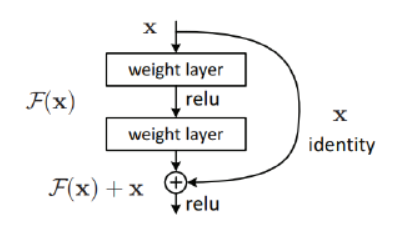 x
weight layer
F(x)
relu
x
weight layer
identity
F(x) + x
relu